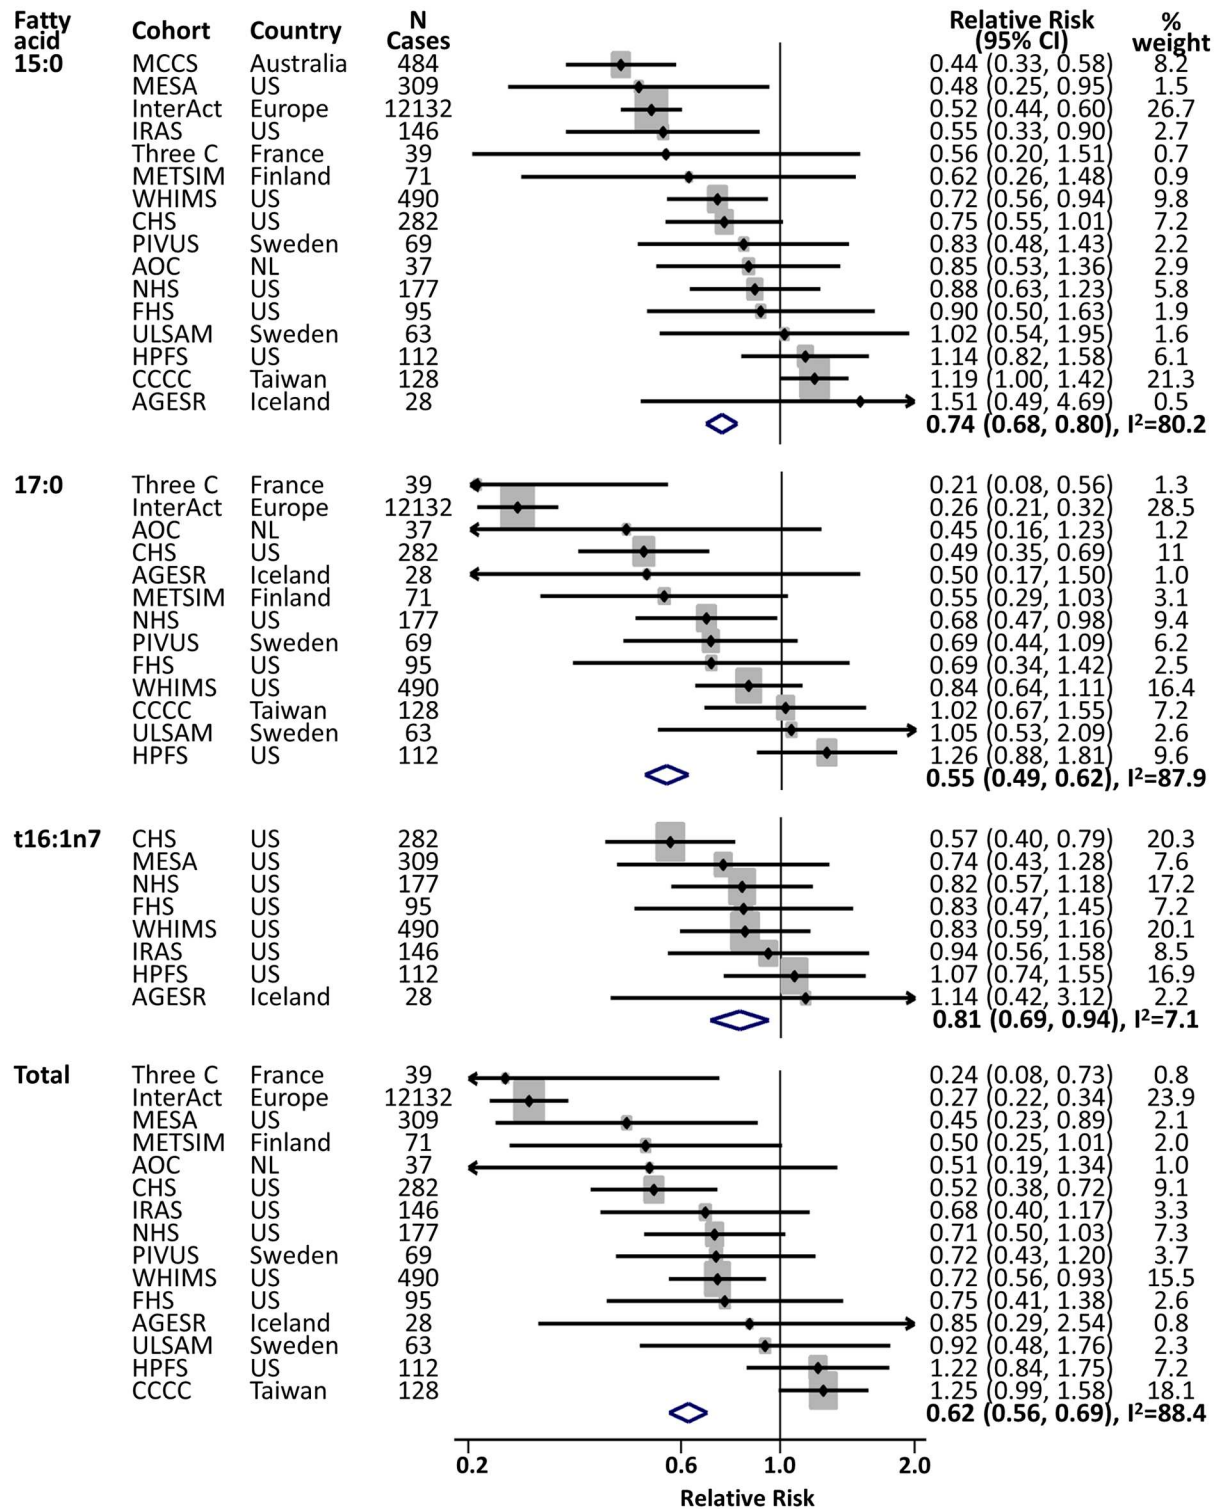 Fatty acid Cohort Country N Cases Relative Risk (95% CI) % weight
15:0 MCCS Australia 484 0.44 (0.33, 0.58) 8.2
MESA US 309 0.48 (0.25, 0.95) 1.5
InterAct Europe 12132 0.52 (0.44, 0.60) 26.7
IRAS US 146 0.55 (0.33, 0.90) 2.7
Three C France 39 0.56 (0.20, 1.51) 0.7
METSIM Finland 71 0.62 (0.26, 1.48) 0.9
WHIMS US 490 0.72 (0.56, 0.94) 9.8
CHS US 282 0.75 (0.55, 1.01) 7.2
PIVUS Sweden 69 0.83 (0.48, 1.43) 2.2
AOC NL 37 0.85 (0.53, 1.36) 2.9
NHS US 177 0.88 (0.63, 1.23) 5.8
FHS US 95 0.90 (0.50, 1.63) 1.9
ULSAM Sweden 63 1.02 (0.54, 1.95) 1.6
HPFS US 112 1.14 (0.82, 1.58) 6.1
CCCC Taiwan 128 1.19 (1.00, 1.42) 21.3
AGESR Iceland 28 1.51 (0.49, 4.69) 0.5
0.74 (0.68, 0.80), I²=80.2
17:0 Three C France 39 0.21 (0.08, 0.56) 1.3
InterAct Europe 12132 0.26 (0.21, 0.32) 28.5
AOC NL 37 0.45 (0.16, 1.23) 1.2
CHS US 282 0.49 (0.35, 0.69) 11
AGESR Iceland 28 0.50 (0.17, 1.50) 1.0
METSIM Finland 71 0.55 (0.29, 1.03) 3.1
NHS US 177 0.68 (0.47, 0.98) 9.4
PIVUS Sweden 69 0.69 (0.44, 1.09) 6.2
FHS US 95 0.69 (0.34, 1.42) 2.5
WHIMS US 490 0.84 (0.64, 1.11) 16.4
CCCC Taiwan 128 1.02 (0.67, 1.55) 7.2
ULSAM Sweden 63 1.05 (0.53, 2.09) 2.6
HPFS US 112 1.26 (0.88, 1.81) 9.6
0.55 (0.49, 0.62), I²=87.9
t16:1n7 CHS US 282 0.57 (0.40, 0.79) 20.3
MESA US 309 0.74 (0.43, 1.28) 7.6
NHS US 177 0.82 (0.57, 1.18) 17.2
FHS US 95 0.83 (0.47, 1.45) 7.2
WHIMS US 490 0.83 (0.59, 1.16) 20.1
IRAS US 146 0.94 (0.56, 1.58) 8.5
HPFS US 112 1.07 (0.74, 1.55) 16.9
AGESR Iceland 28 1.14 (0.42, 3.12) 2.2
0.81 (0.69, 0.94), I²=7.1
Total Three C France 39 0.24 (0.08, 0.73) 0.8
InterAct Europe 12132 0.27 (0.22, 0.34) 23.9
MESA US 309 0.45 (0.23, 0.89) 2.1
METSIM Finland 71 0.50 (0.25, 1.01) 2.0
AOC NL 37 0.51 (0.19, 1.34) 1.0
CHS US 282 0.52 (0.38, 0.72) 9.1
IRAS US 146 0.68 (0.40, 1.17) 3.3
NHS US 177 0.71 (0.50, 1.03) 7.3
PIVUS Sweden 69 0.72 (0.43, 1.20) 3.7
WHIMS US 490 0.72 (0.56, 0.93) 15.5
FHS US 95 0.75 (0.41, 1.38) 2.6
AGESR Iceland 28 0.85 (0.29, 2.54) 0.8
ULSAM Sweden 63 0.92 (0.48, 1.76) 2.3
HPFS US 112 1.22 (0.84, 1.75) 7.2
CCCC Taiwan 128 1.25 (0.99, 1.58) 18.1
0.62 (0.56, 0.69), I²=88.4
0.2 0.6 1.0 2.0
Relative Risk